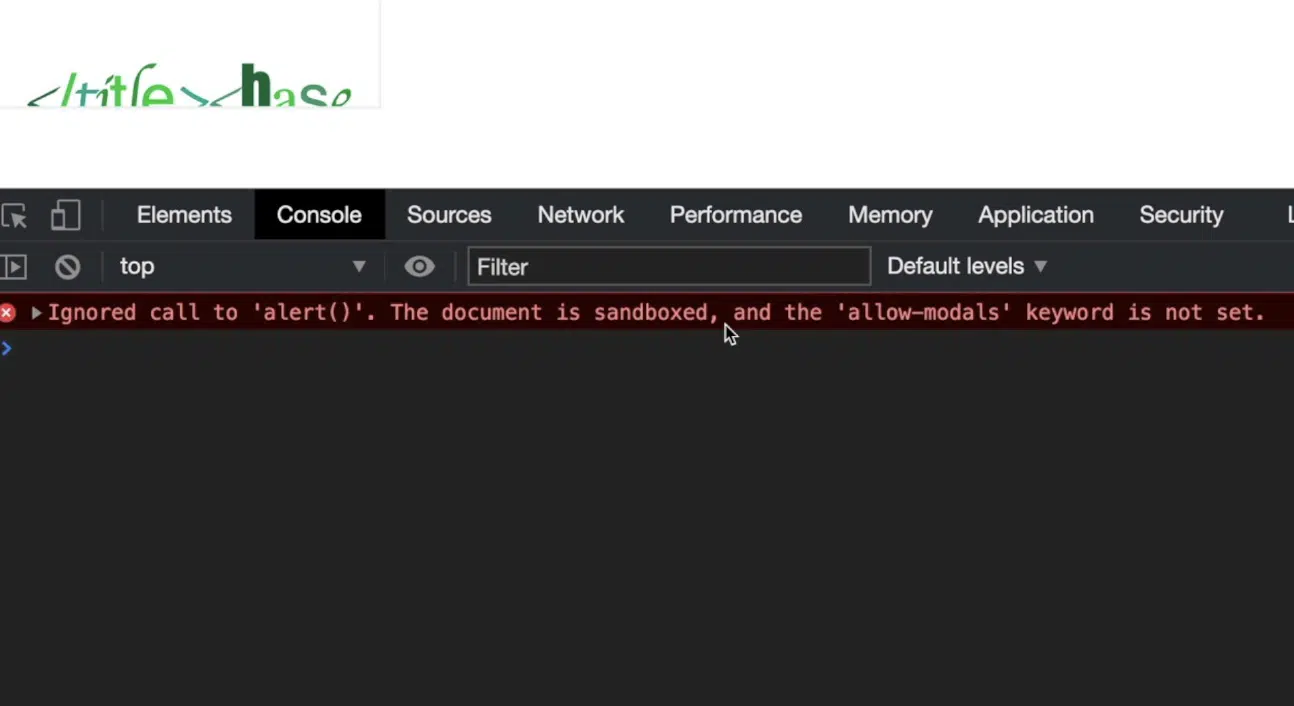 </title><base
Elements Console Sources Network Performance Memory Application Security
top Filter Default levels
Ignored call to 'alert()'. The document is sandboxed, and the 'allow-modals' keyword is not set.